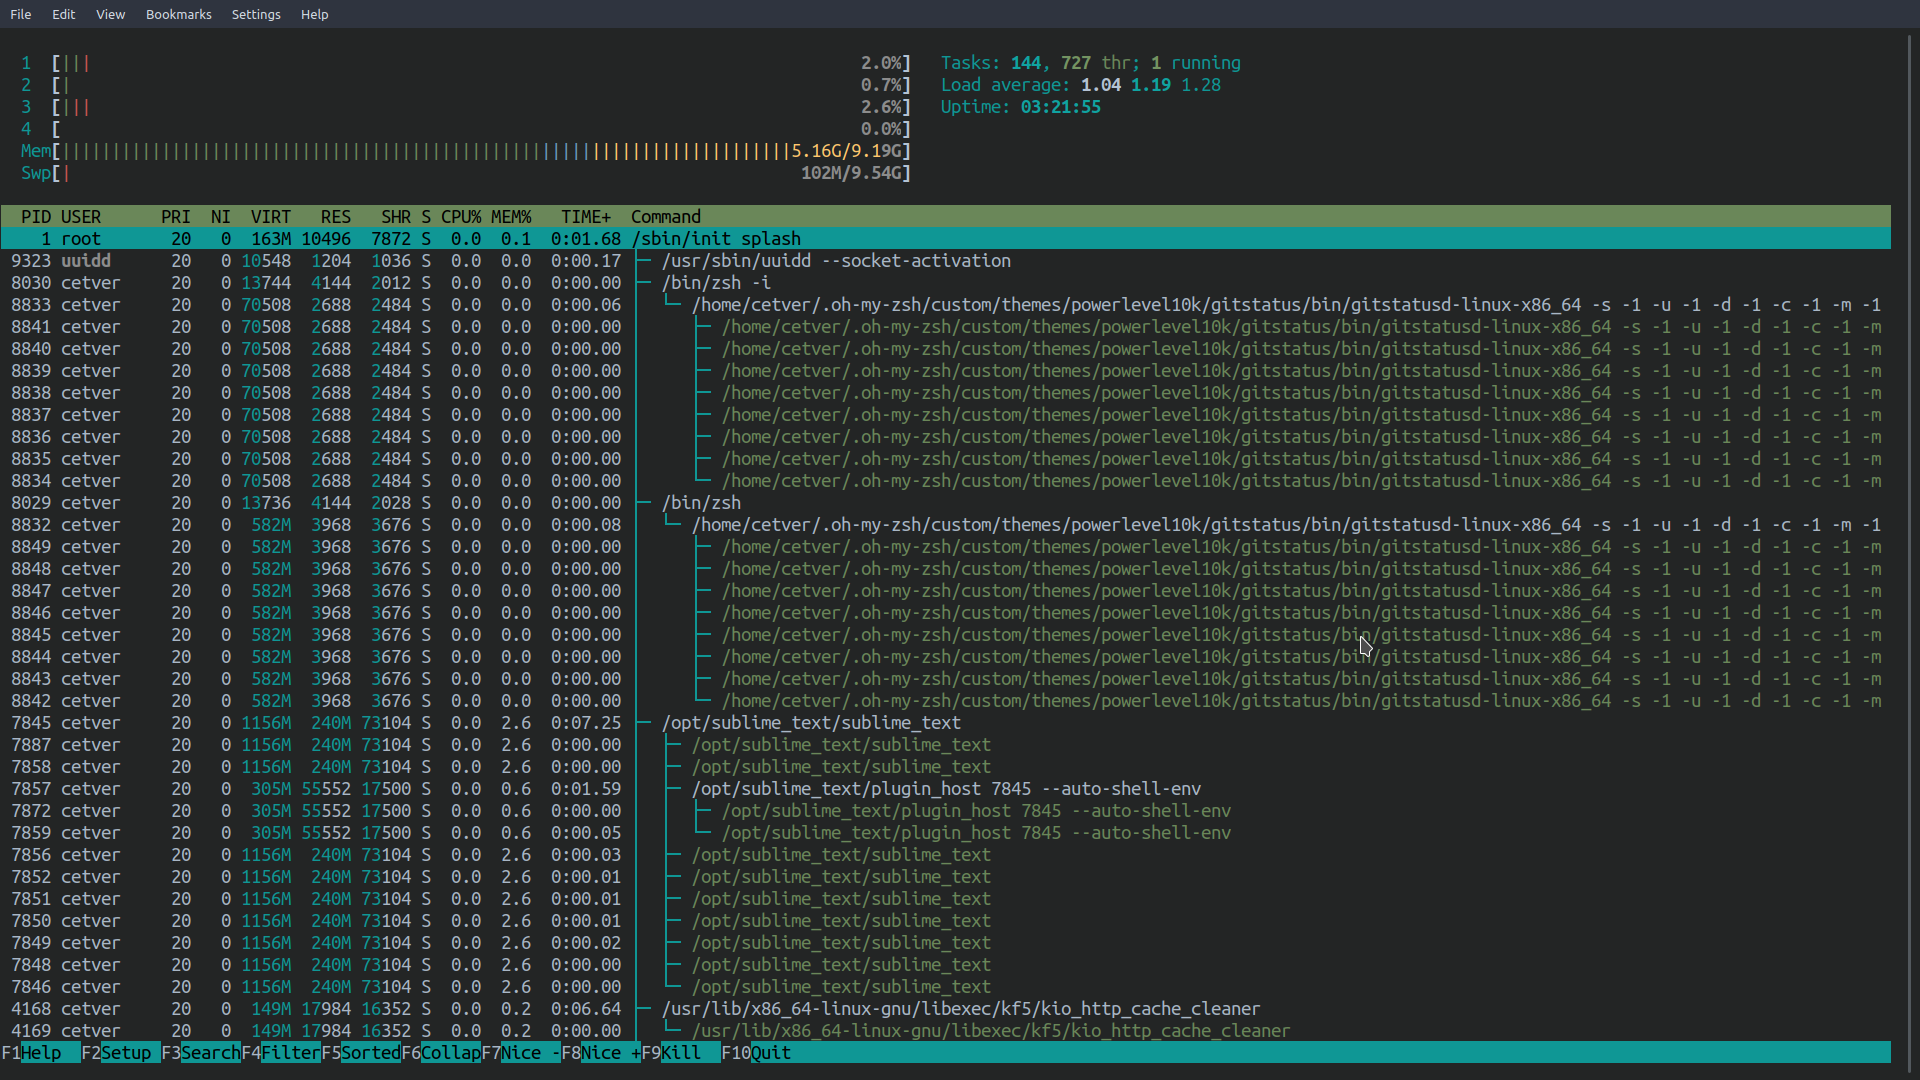 File Edit View Bookmarks Settings Help
1 [||| 2.0%] Tasks: 144, 727 thr; 1 running
2 [| 0.7%] Load average: 1.04 1.19 1.28
3 [||| 2.6%] Uptime: 03:21:55
4 [ 0.0%]
Mem[|||||||||||||||||||||||||||||||||||||||||||||||||||||||||||||||||||||||||5.16G/9.19G]
Swp[| 102M/9.54G]
PID USER PRI NI VIRT RES SHR S CPU% MEM% TIME+ Command
1 root 20 0 163M 10496 7872 S 0.0 0.1 0:01.68 /sbin/init splash
9323 uuidd 20 0 10548 1204 1036 S 0.0 0.0 0:00.17 /usr/sbin/uuidd --socket-activation
8030 cetver 20 0 13744 4144 2012 S 0.0 0.0 0:00.00 /bin/zsh -i
8833 cetver 20 0 70508 2688 2484 S 0.0 0.0 0:00.06 /home/cetver/.oh-my-zsh/custom/themes/powerlevel10k/gitstatus/bin/gitstatusd-linux-x86_64 -s -1 -u -1 -d -1 -c -1 -m -1
8841 cetver 20 0 70508 2688 2484 S 0.0 0.0 0:00.00 /home/cetver/.oh-my-zsh/custom/themes/powerlevel10k/gitstatus/bin/gitstatusd-linux-x86_64 -s -1 -u -1 -d -1 -c -1 -m
8840 cetver 20 0 70508 2688 2484 S 0.0 0.0 0:00.00 /home/cetver/.oh-my-zsh/custom/themes/powerlevel10k/gitstatus/bin/gitstatusd-linux-x86_64 -s -1 -u -1 -d -1 -c -1 -m
8839 cetver 20 0 70508 2688 2484 S 0.0 0.0 0:00.00 /home/cetver/.oh-my-zsh/custom/themes/powerlevel10k/gitstatus/bin/gitstatusd-linux-x86_64 -s -1 -u -1 -d -1 -c -1 -m
8838 cetver 20 0 70508 2688 2484 S 0.0 0.0 0:00.00 /home/cetver/.oh-my-zsh/custom/themes/powerlevel10k/gitstatus/bin/gitstatusd-linux-x86_64 -s -1 -u -1 -d -1 -c -1 -m
8837 cetver 20 0 70508 2688 2484 S 0.0 0.0 0:00.00 /home/cetver/.oh-my-zsh/custom/themes/powerlevel10k/gitstatus/bin/gitstatusd-linux-x86_64 -s -1 -u -1 -d -1 -c -1 -m
8836 cetver 20 0 70508 2688 2484 S 0.0 0.0 0:00.00 /home/cetver/.oh-my-zsh/custom/themes/powerlevel10k/gitstatus/bin/gitstatusd-linux-x86_64 -s -1 -u -1 -d -1 -c -1 -m
8835 cetver 20 0 70508 2688 2484 S 0.0 0.0 0:00.00 /home/cetver/.oh-my-zsh/custom/themes/powerlevel10k/gitstatus/bin/gitstatusd-linux-x86_64 -s -1 -u -1 -d -1 -c -1 -m
8834 cetver 20 0 70508 2688 2484 S 0.0 0.0 0:00.00 /home/cetver/.oh-my-zsh/custom/themes/powerlevel10k/gitstatus/bin/gitstatusd-linux-x86_64 -s -1 -u -1 -d -1 -c -1 -m
8029 cetver 20 0 13736 4144 2028 S 0.0 0.0 0:00.00 /bin/zsh
8832 cetver 20 0 582M 3968 3676 S 0.0 0.0 0:00.08 /home/cetver/.oh-my-zsh/custom/themes/powerlevel10k/gitstatus/bin/gitstatusd-linux-x86_64 -s -1 -u -1 -d -1 -c -1 -m -1
8849 cetver 20 0 582M 3968 3676 S 0.0 0.0 0:00.00 /home/cetver/.oh-my-zsh/custom/themes/powerlevel10k/gitstatus/bin/gitstatusd-linux-x86_64 -s -1 -u -1 -d -1 -c -1 -m
8848 cetver 20 0 582M 3968 3676 S 0.0 0.0 0:00.00 /home/cetver/.oh-my-zsh/custom/themes/powerlevel10k/gitstatus/bin/gitstatusd-linux-x86_64 -s -1 -u -1 -d -1 -c -1 -m
8847 cetver 20 0 582M 3968 3676 S 0.0 0.0 0:00.00 /home/cetver/.oh-my-zsh/custom/themes/powerlevel10k/gitstatus/bin/gitstatusd-linux-x86_64 -s -1 -u -1 -d -1 -c -1 -m
8846 cetver 20 0 582M 3968 3676 S 0.0 0.0 0:00.00 /home/cetver/.oh-my-zsh/custom/themes/powerlevel10k/gitstatus/bin/gitstatusd-linux-x86_64 -s -1 -u -1 -d -1 -c -1 -m
8845 cetver 20 0 582M 3968 3676 S 0.0 0.0 0:00.00 /home/cetver/.oh-my-zsh/custom/themes/powerlevel10k/gitstatus/bin/gitstatusd-linux-x86_64 -s -1 -u -1 -d -1 -c -1 -m
8844 cetver 20 0 582M 3968 3676 S 0.0 0.0 0:00.00 /home/cetver/.oh-my-zsh/custom/themes/powerlevel10k/gitstatus/bin/gitstatusd-linux-x86_64 -s -1 -u -1 -d -1 -c -1 -m
8843 cetver 20 0 582M 3968 3676 S 0.0 0.0 0:00.00 /home/cetver/.oh-my-zsh/custom/themes/powerlevel10k/gitstatus/bin/gitstatusd-linux-x86_64 -s -1 -u -1 -d -1 -c -1 -m
8842 cetver 20 0 582M 3968 3676 S 0.0 0.0 0:00.00 /home/cetver/.oh-my-zsh/custom/themes/powerlevel10k/gitstatus/bin/gitstatusd-linux-x86_64 -s -1 -u -1 -d -1 -c -1 -m
7845 cetver 20 0 1156M 240M 73104 S 0.0 2.6 0:07.25 /opt/sublime_text/sublime_text
7887 cetver 20 0 1156M 240M 73104 S 0.0 2.6 0:00.00 /opt/sublime_text/sublime_text
7858 cetver 20 0 1156M 240M 73104 S 0.0 2.6 0:00.00 /opt/sublime_text/sublime_text
7857 cetver 20 0 305M 55552 17500 S 0.0 0.6 0:01.59 /opt/sublime_text/plugin_host 7845 --auto-shell-env
7872 cetver 20 0 305M 55552 17500 S 0.0 0.6 0:00.00 /opt/sublime_text/plugin_host 7845 --auto-shell-env
7859 cetver 20 0 305M 55552 17500 S 0.0 0.6 0:00.05 /opt/sublime_text/plugin_host 7845 --auto-shell-env
7856 cetver 20 0 1156M 240M 73104 S 0.0 2.6 0:00.03 /opt/sublime_text/sublime_text
7852 cetver 20 0 1156M 240M 73104 S 0.0 2.6 0:00.01 /opt/sublime_text/sublime_text
7851 cetver 20 0 1156M 240M 73104 S 0.0 2.6 0:00.01 /opt/sublime_text/sublime_text
7850 cetver 20 0 1156M 240M 73104 S 0.0 2.6 0:00.01 /opt/sublime_text/sublime_text
7849 cetver 20 0 1156M 240M 73104 S 0.0 2.6 0:00.02 /opt/sublime_text/sublime_text
7848 cetver 20 0 1156M 240M 73104 S 0.0 2.6 0:00.00 /opt/sublime_text/sublime_text
7846 cetver 20 0 1156M 240M 73104 S 0.0 2.6 0:00.00 /opt/sublime_text/sublime_text
4168 cetver 20 0 149M 17984 16352 S 0.0 0.2 0:06.64 /usr/lib/x86_64-linux-gnu/libexec/kf5/kio_http_cache_cleaner
4169 cetver 20 0 149M 17984 16352 S 0.0 0.2 0:00.00 /usr/lib/x86_64-linux-gnu/libexec/kf5/kio_http_cache_cleaner
F1Help F2Setup F3SearchF4FilterF5SortedF6CollapF7Nice -F8Nice +F9Kill F10Quit